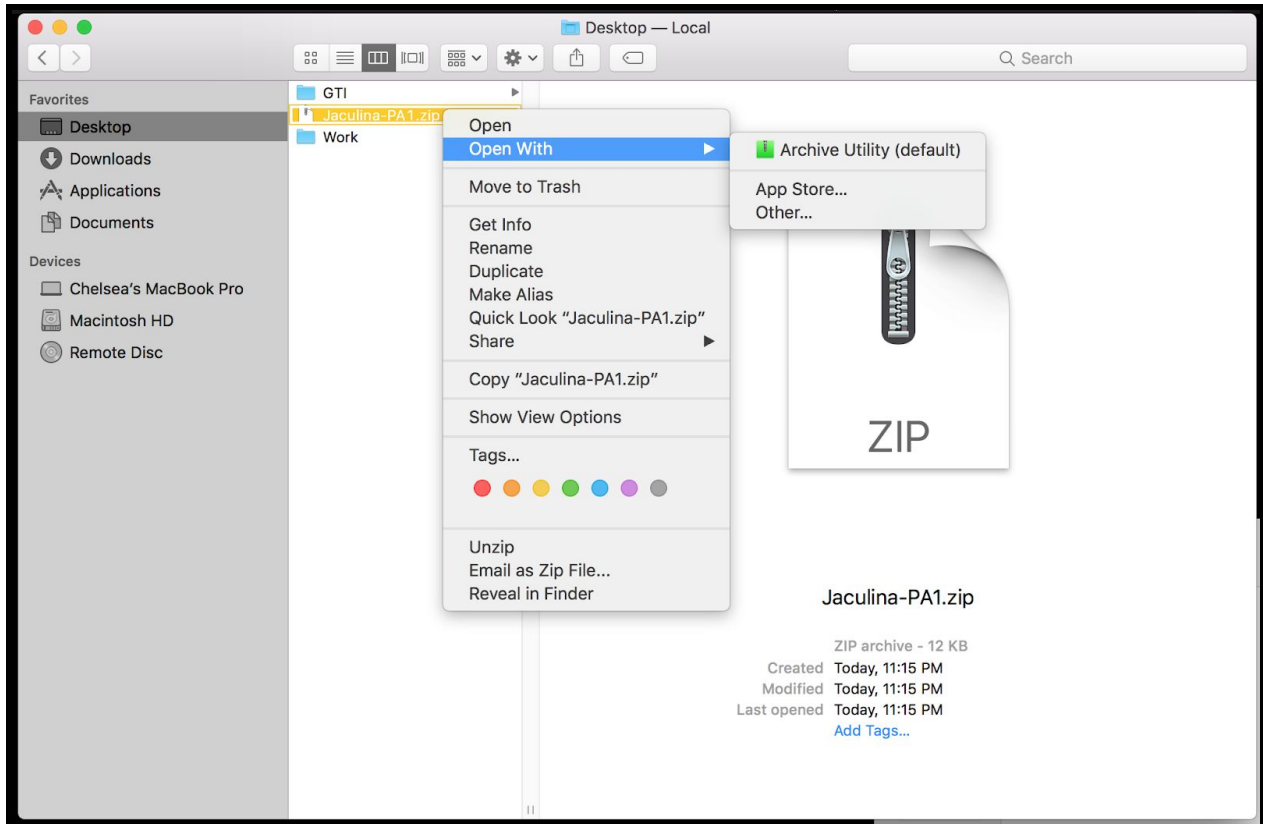 Desktop — Local
Search
Favorites
Desktop
Downloads
Applications
Documents
Devices
Chelsea's MacBook Pro
Macintosh HD
Remote Disc
GTI
Jaculina-PA1.zip
Work
Open
Open With
Move to Trash
Get Info
Rename
Duplicate
Make Alias
Quick Look “Jaculina-PA1.zip”
Share
Copy “Jaculina-PA1.zip”
Show View Options
Tags...
Unzip
Email as Zip File...
Reveal in Finder
Archive Utility (default)
App Store...
Other...
ZIP
Jaculina-PA1.zip
ZIP archive - 12 KB
Created Today, 11:15 PM
Modified Today, 11:15 PM
Last opened Today, 11:15 PM
Add Tags...